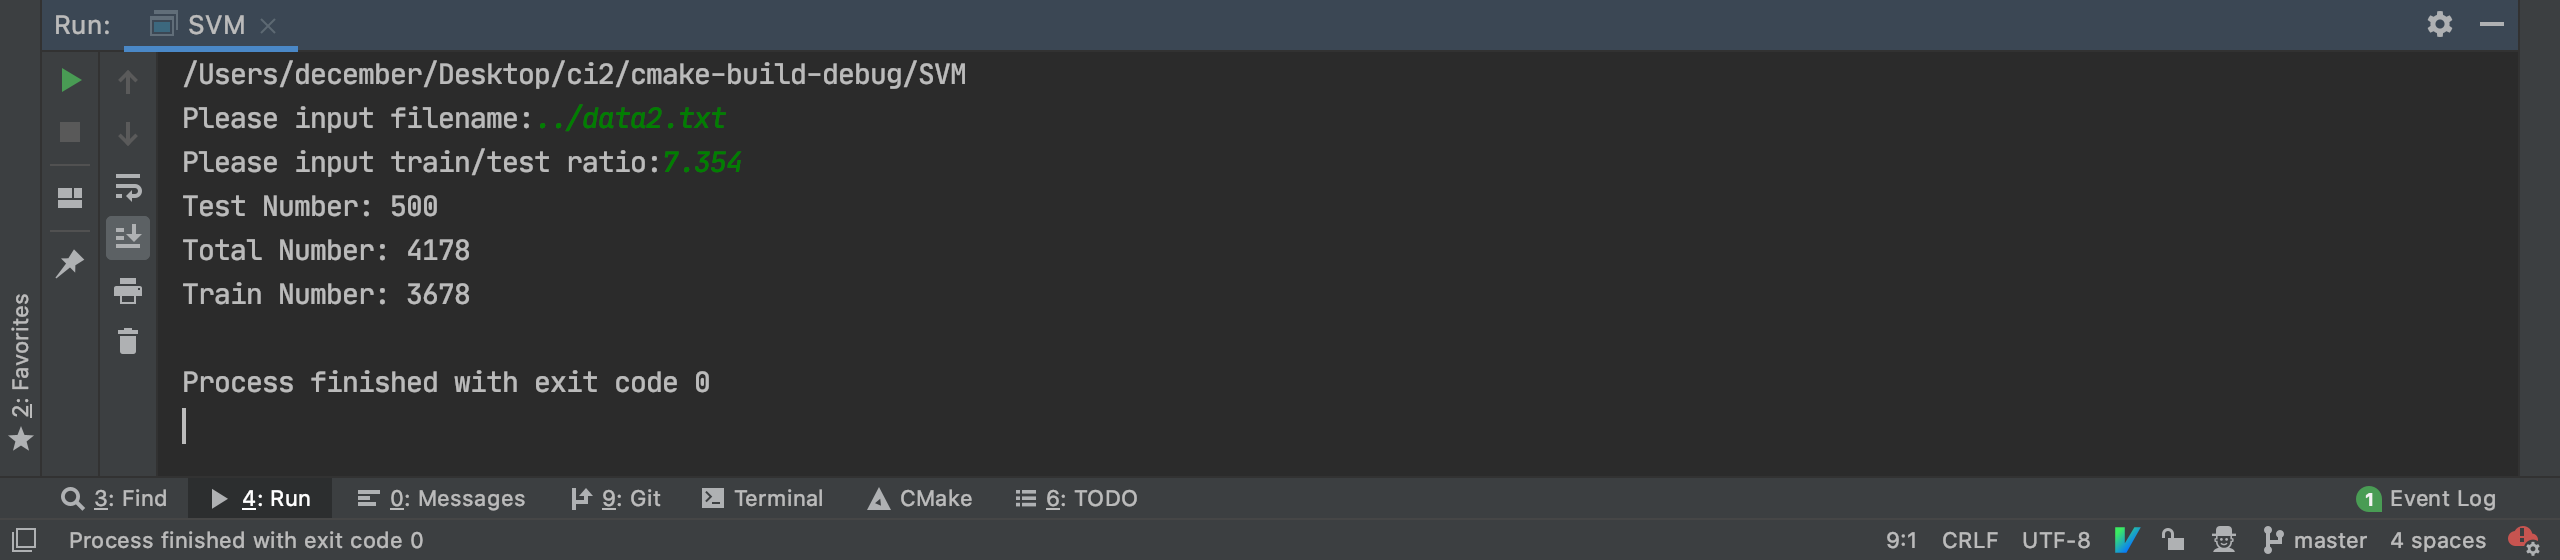 Run: SVM
/Users/december/Desktop/ci2/cmake-build-debug/SVM
Please input filename:../data2.txt
Please input train/test ratio:7.354
Test Number: 500
Total Number: 4178
Train Number: 3678
Process finished with exit code 0
2: Favorites
3: Find 4: Run 0: Messages 9: Git Terminal CMake 6: TODO 1 Event Log
Process finished with exit code 0 9:1 CRLF UTF-8 master 4 spaces